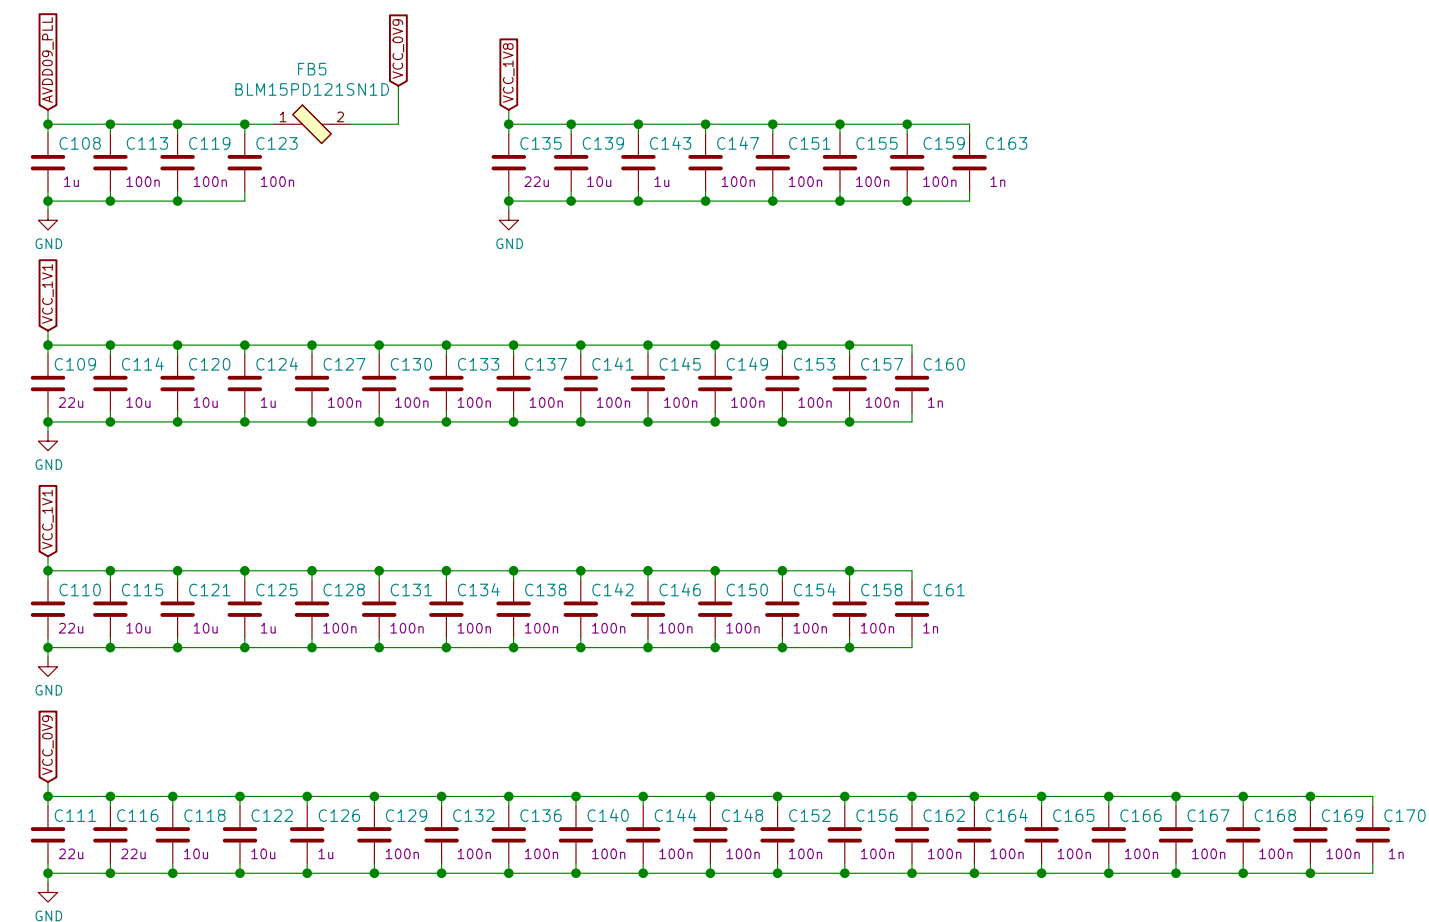 AVDD09_PLL
VCC_0V9
VCC_1V8
FB5
BLM15PD121SN1D
1 2
C108 C113 C119 C123
1u 100n 100n 100n
GND
C135 C139 C143 C147 C151 C155 C159 C163
22u 10u 1u 100n 100n 100n 100n 1n
GND
VCC_1V1
C109 C114 C120 C124 C127 C130 C133 C137 C141 C145 C149 C153 C157 C160
22u 10u 10u 1u 100n 100n 100n 100n 100n 100n 100n 100n 100n 1n
GND
VCC_1V1
C110 C115 C121 C125 C128 C131 C134 C138 C142 C146 C150 C154 C158 C161
22u 10u 10u 1u 100n 100n 100n 100n 100n 100n 100n 100n 100n 1n
GND
VCC_0V9
C111 C116 C118 C122 C126 C129 C132 C136 C140 C144 C148 C152 C156 C162 C164 C165 C166 C167 C168 C169 C170
22u 22u 10u 10u 1u 100n 100n 100n 100n 100n 100n 100n 100n 100n 100n 100n 100n 100n 100n 100n 1n
GND